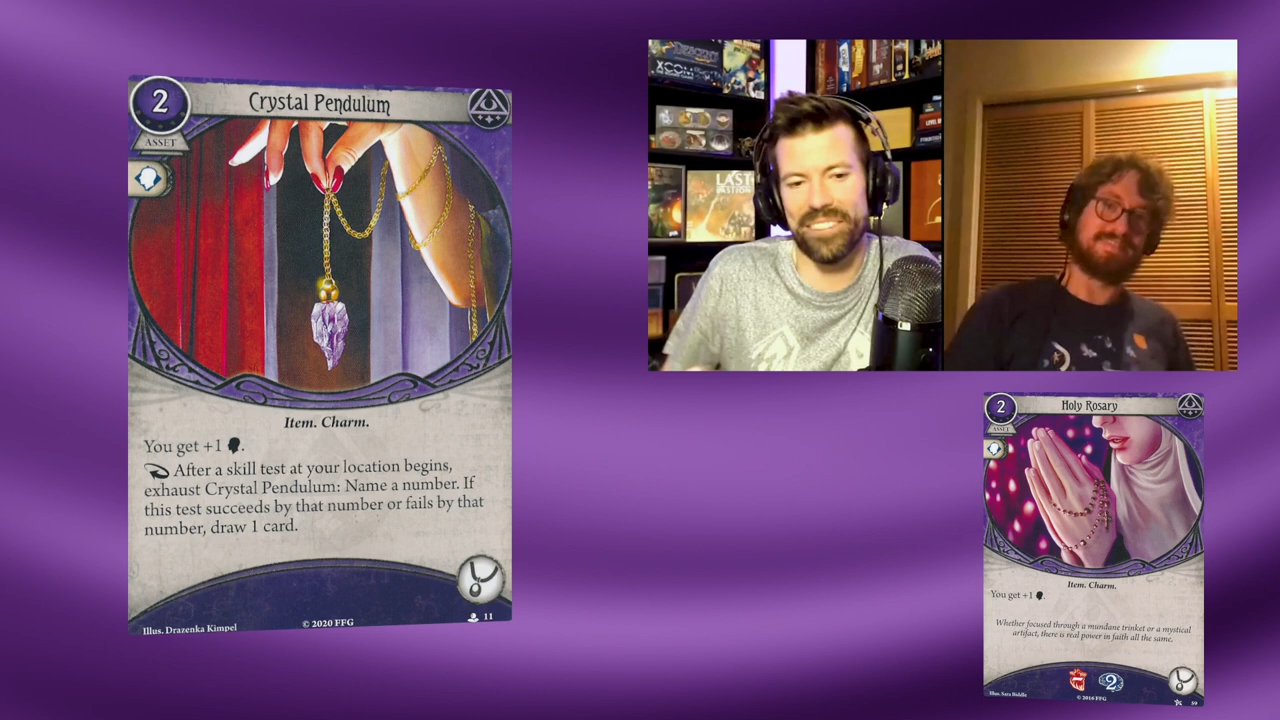 2
Crystal Pendulum
ASSET
Item. Charm.
You get +1 .
After a skill test at your location begins,
exhaust Crystal Pendulum: Name a number. If
this test succeeds by that number or fails by that
number, draw 1 card.
Illus. Drazenka Kimpel
© 2020 FFG
11
DESCENT
XCOM
LAST
BASTION
2
Holy Rosary
ASSET
Item. Charm.
You get +1 .
Whether focused through a mundane trinket or a mystical
artifact, there is real power in faith all the same.
2
Illus. Sara Biddle
© 2016 FFG
59